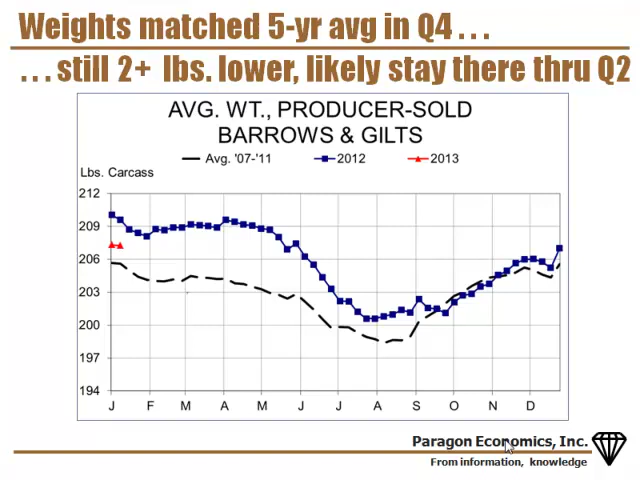 Weights matched 5-yr avg in Q4 . . .
. . . still 2+ lbs. lower, likely stay there thru Q2
AVG. WT., PRODUCER-SOLD
BARROWS & GILTS
Avg. '07-'11 2012 2013
Lbs. Carcass
212
209
206
203
200
197
194
J F M A M J J A S O N D
Paragon Economics, Inc.
From information, knowledge